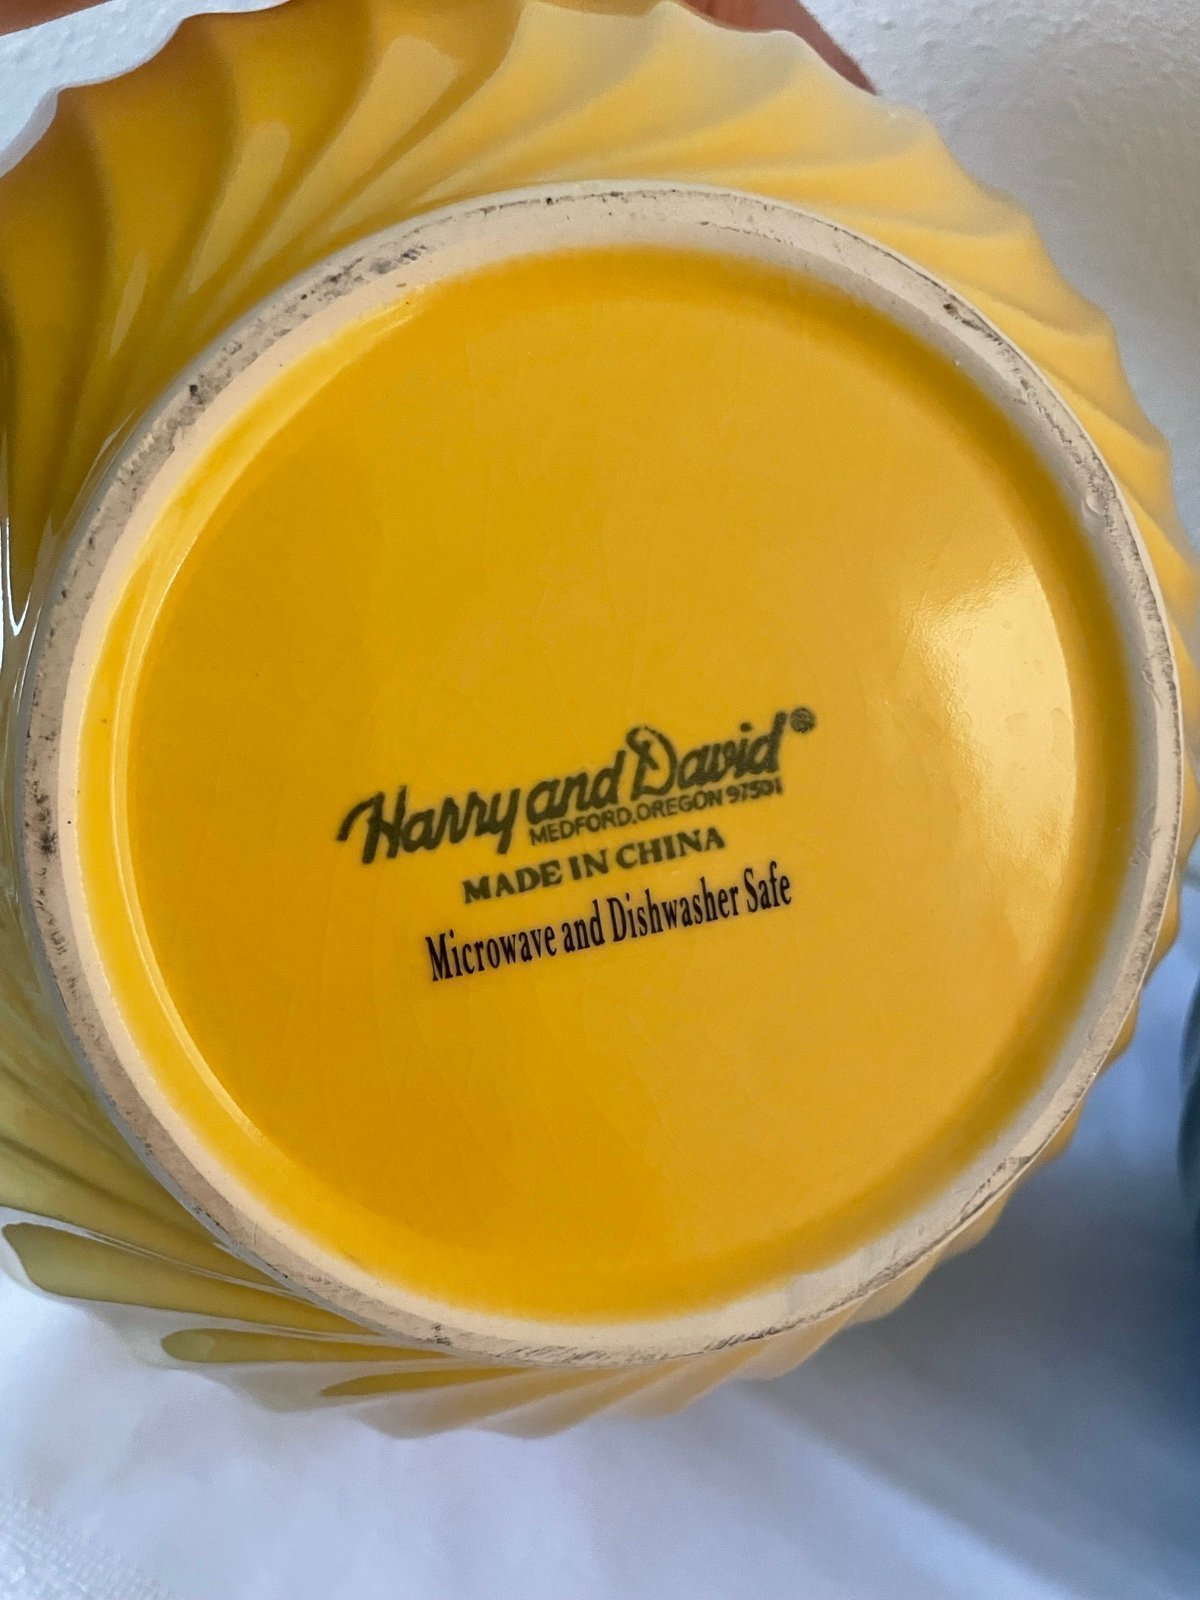 Harry and David®
MEDFORD, OREGON 97501
MADE IN CHINA
Microwave and Dishwasher Safe